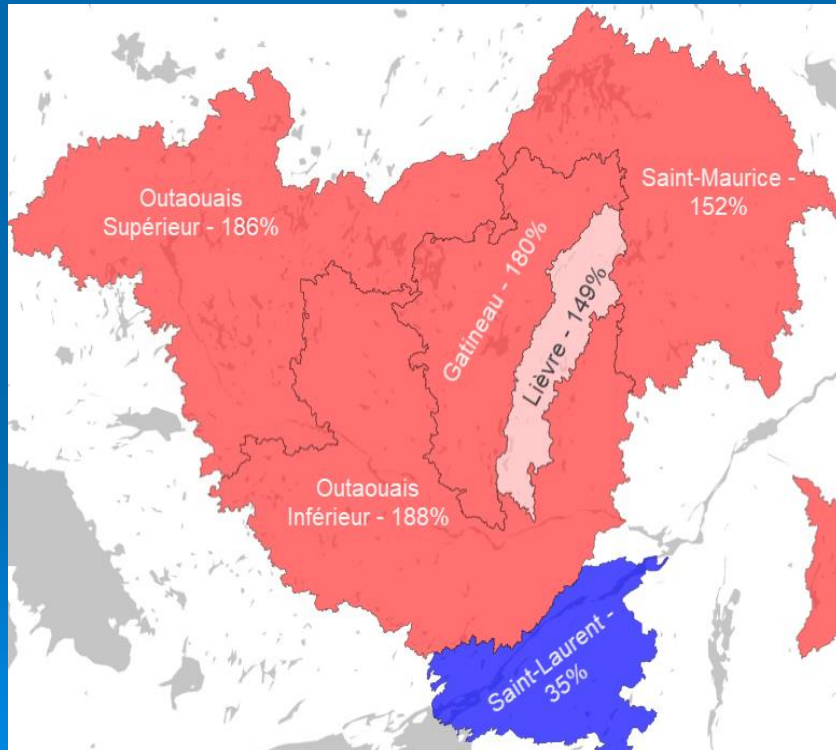 Outaouais
Supérieur - 186%
Saint-Maurice -
152%
Gatineau - 180%
Lièvre - 149%
Outaouais
Inférieur - 188%
Saint-Laurent -
35%